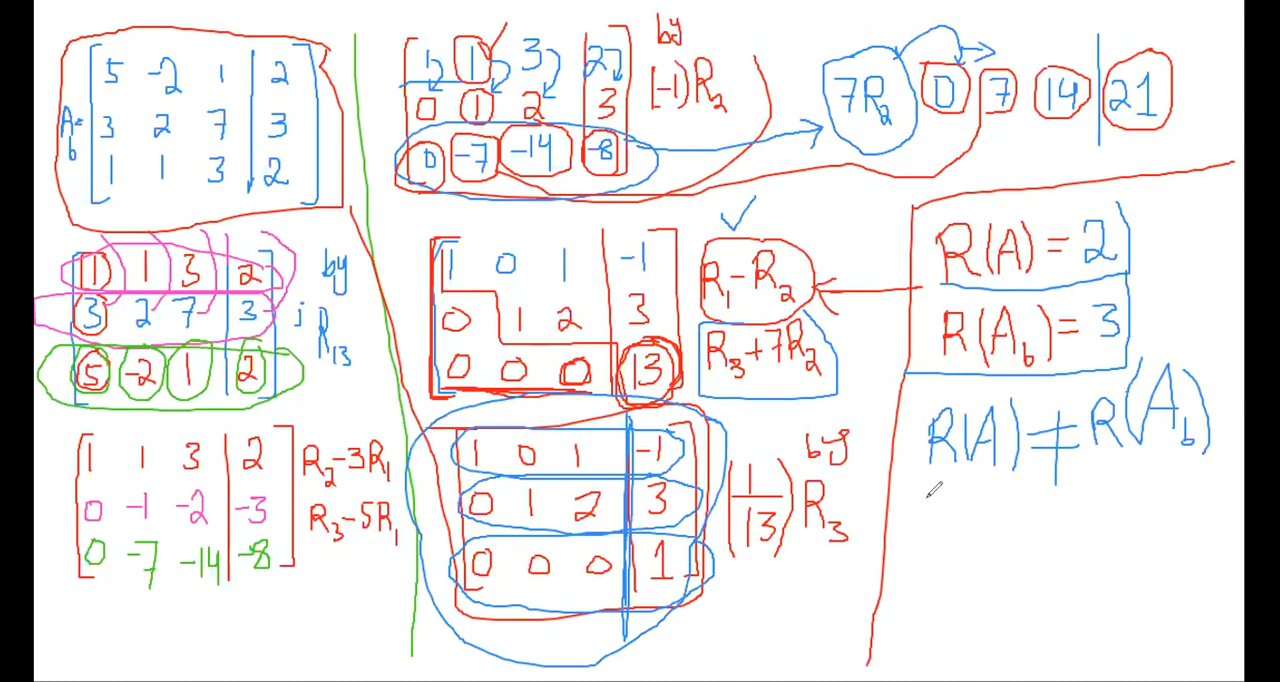 A_b = [ 5 -2 1 | 2 ]
[ 3 2 7 | 3 ]
[ 1 1 3 | 2 ]
[ 1 1 3 | 2 ] by
[ 3 2 7 | 3 ] ; R₁₃
[ 5 -2 1 | 2 ]
[ 1 1 3 | 2 ] R₂-3R₁
[ 0 -1 -2 | -3 ] R₃-5R₁
[ 0 -7 -14 | -8 ]
[ 1 1 3 | 2 ] by
[ 0 1 2 | 3 ] (-1)R₂
[ 0 -7 -14 | -8 ]
7R₂ 0 7 14 | 21
[ 1 0 1 | -1 ] R₁-R₂
[ 0 1 2 | 3 ] R₃+7R₂
[ 0 0 0 | 13 ]
[ 1 0 1 | -1 ] by
[ 0 1 2 | 3 ] (1/13) R₃
[ 0 0 0 | 1 ]
R(A) = 2
R(A_b) = 3
R(A) ≠ R(A_b)